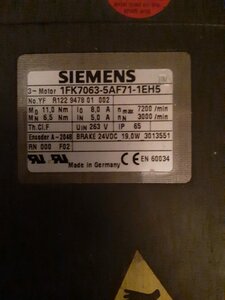 SIEMENS
3~ Motor 1FK7063-5AF71-1EH5
No.YF R122 9478 01 002
M0 11,0 Nm I0 8,0 A nmax 7200 /min
MN 6,5 Nm IN 5,0 A nN 3000 /min
Th.Cl.F UIN 263 V IP 65
Encoder A-2048 BRAKE 24VDC 19,0W 3013551
RN 000 F02
Made in Germany CE EN 60034